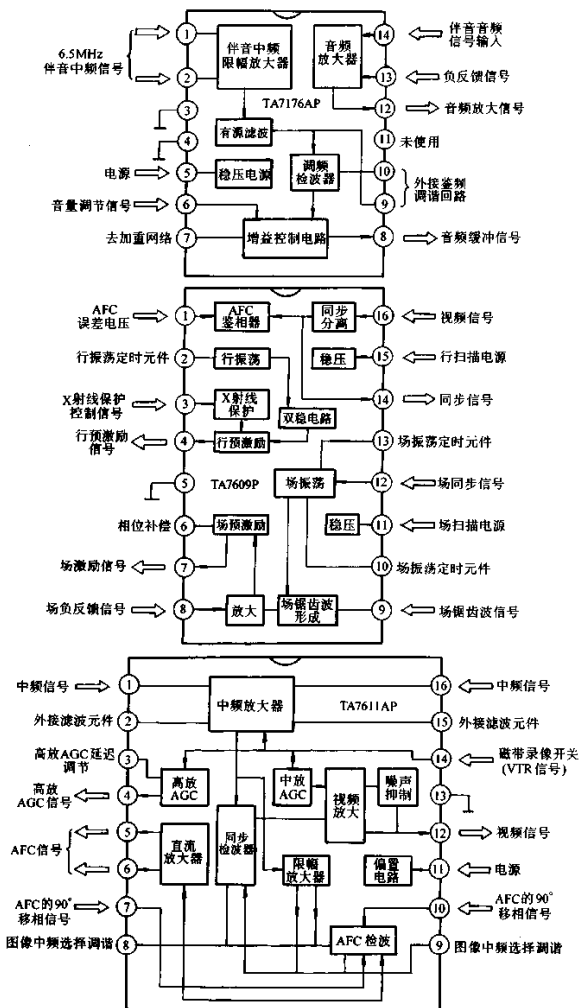 1
6.5MHz
伴音中频信号
2
3
4
电源
5
音量调节信号
6
去加重网络
7
伴音中频
限幅放大器
音频
放大器
TA7176AP
有源滤波
稳压电源
调频
检波器
增益控制电路
14
伴音音频
信号输入
13
负反馈信号
12
音频放大信号
11
未使用
10
外接鉴频
调谐回路
9
8
音频缓冲信号
AFC
误差电压
1
行振荡定时元件
2
X射线保护
控制信号
3
行预激励
信号
4
5
相位补偿
6
场激励信号
7
场负反馈信号
8
AFC
鉴相器
同步
分离
行振荡
稳压
X射线
保护
双稳电路
行预激励
TA7609P
场振荡
场预激励
稳压
放大
场锯齿波
形成
16
视频信号
15
行扫描电源
14
同步信号
13
场振荡定时元件
12
场同步信号
11
场扫描电源
10
场振荡定时元件
9
场锯齿波信号
中频信号
1
外接滤波元件
2
高放AGC延迟
调节
3
高放
AGC信号
4
AFC信号
5
6
AFC的90°
移相信号
7
图像中频选择调谐
8
中频放大器
TA7611AP
高放
AGC
中放
AGC
视频
放大
噪声
抑制
直流
放大器
同步
检波器
限幅
放大器
偏置
电路
AFC检波
16
中频信号
15
外接滤波元件
14
磁带录像开关
(VTR信号)
13
12
视频信号
11
电源
10
AFC的90°
移相信号
9
图像中频选择调谐